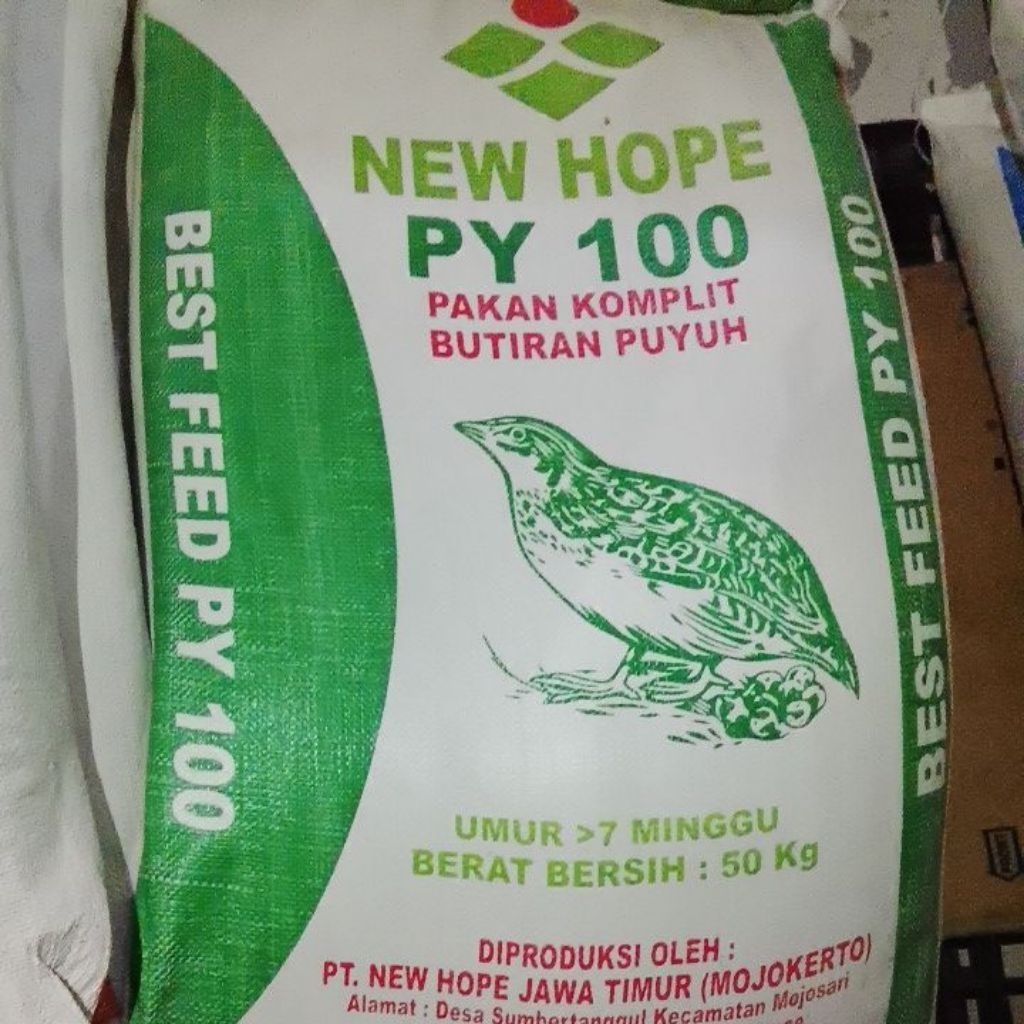 NEW HOPE
PY 100
PAKAN KOMPLIT
BUTIRAN PUYUH
BEST FEED PY 100
BEST FEED PY 100
UMUR >7 MINGGU
BERAT BERSIH : 50 Kg
DIPRODUKSI OLEH :
PT. NEW HOPE JAWA TIMUR (MOJOKERTO)
Alamat : Desa Sumbertanggul Kecamatan Mojosari